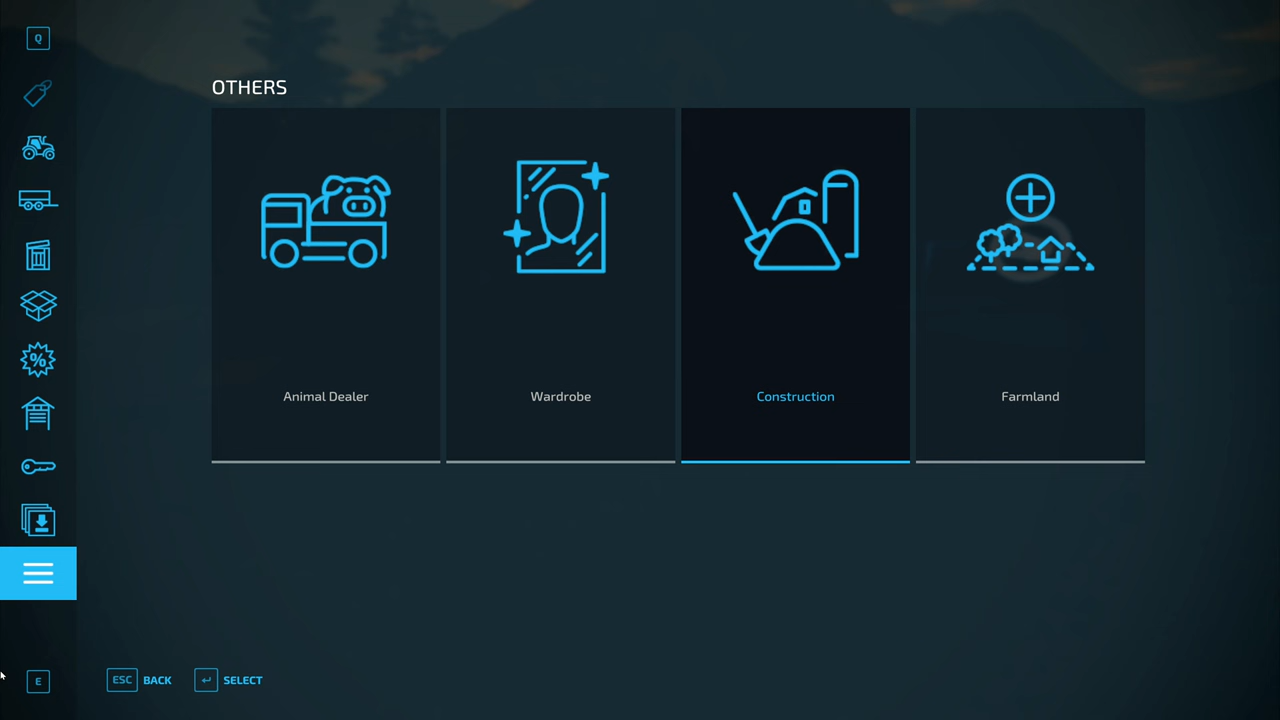 Q
OTHERS
Animal Dealer
Wardrobe
Construction
Farmland
%
E
ESC BACK
SELECT